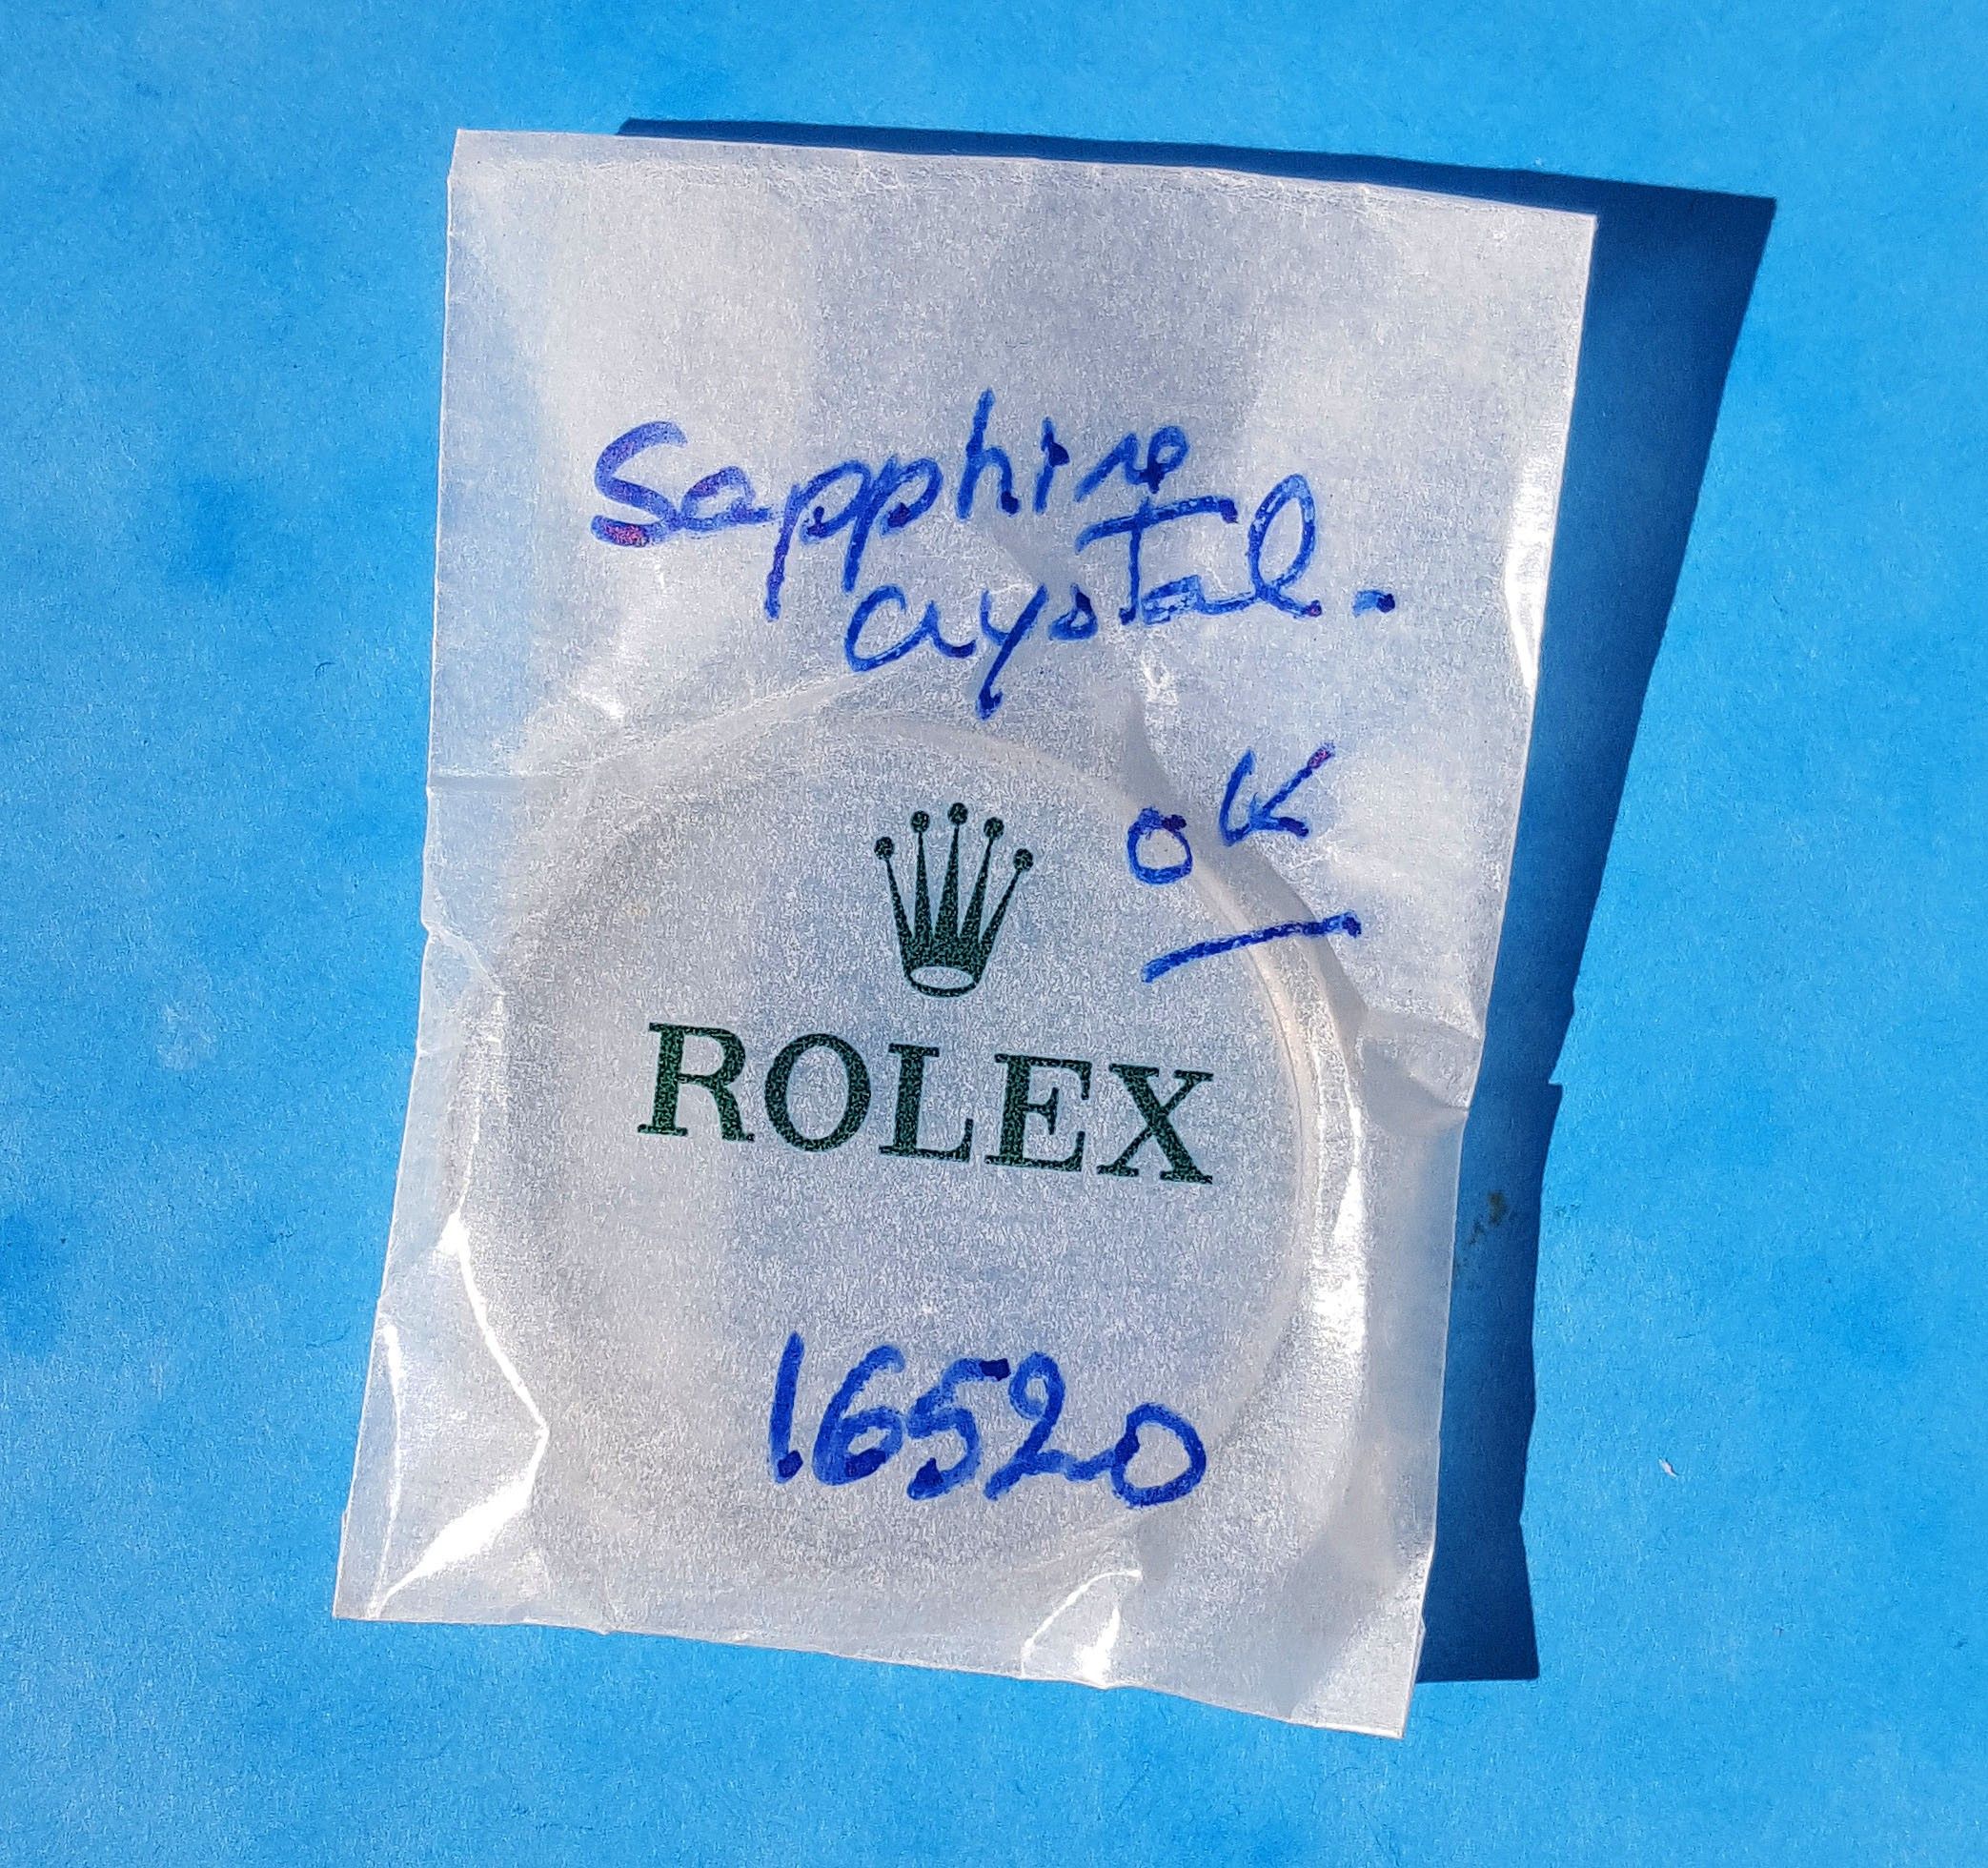 Sapphire
crystal.
OK
ROLEX
16520